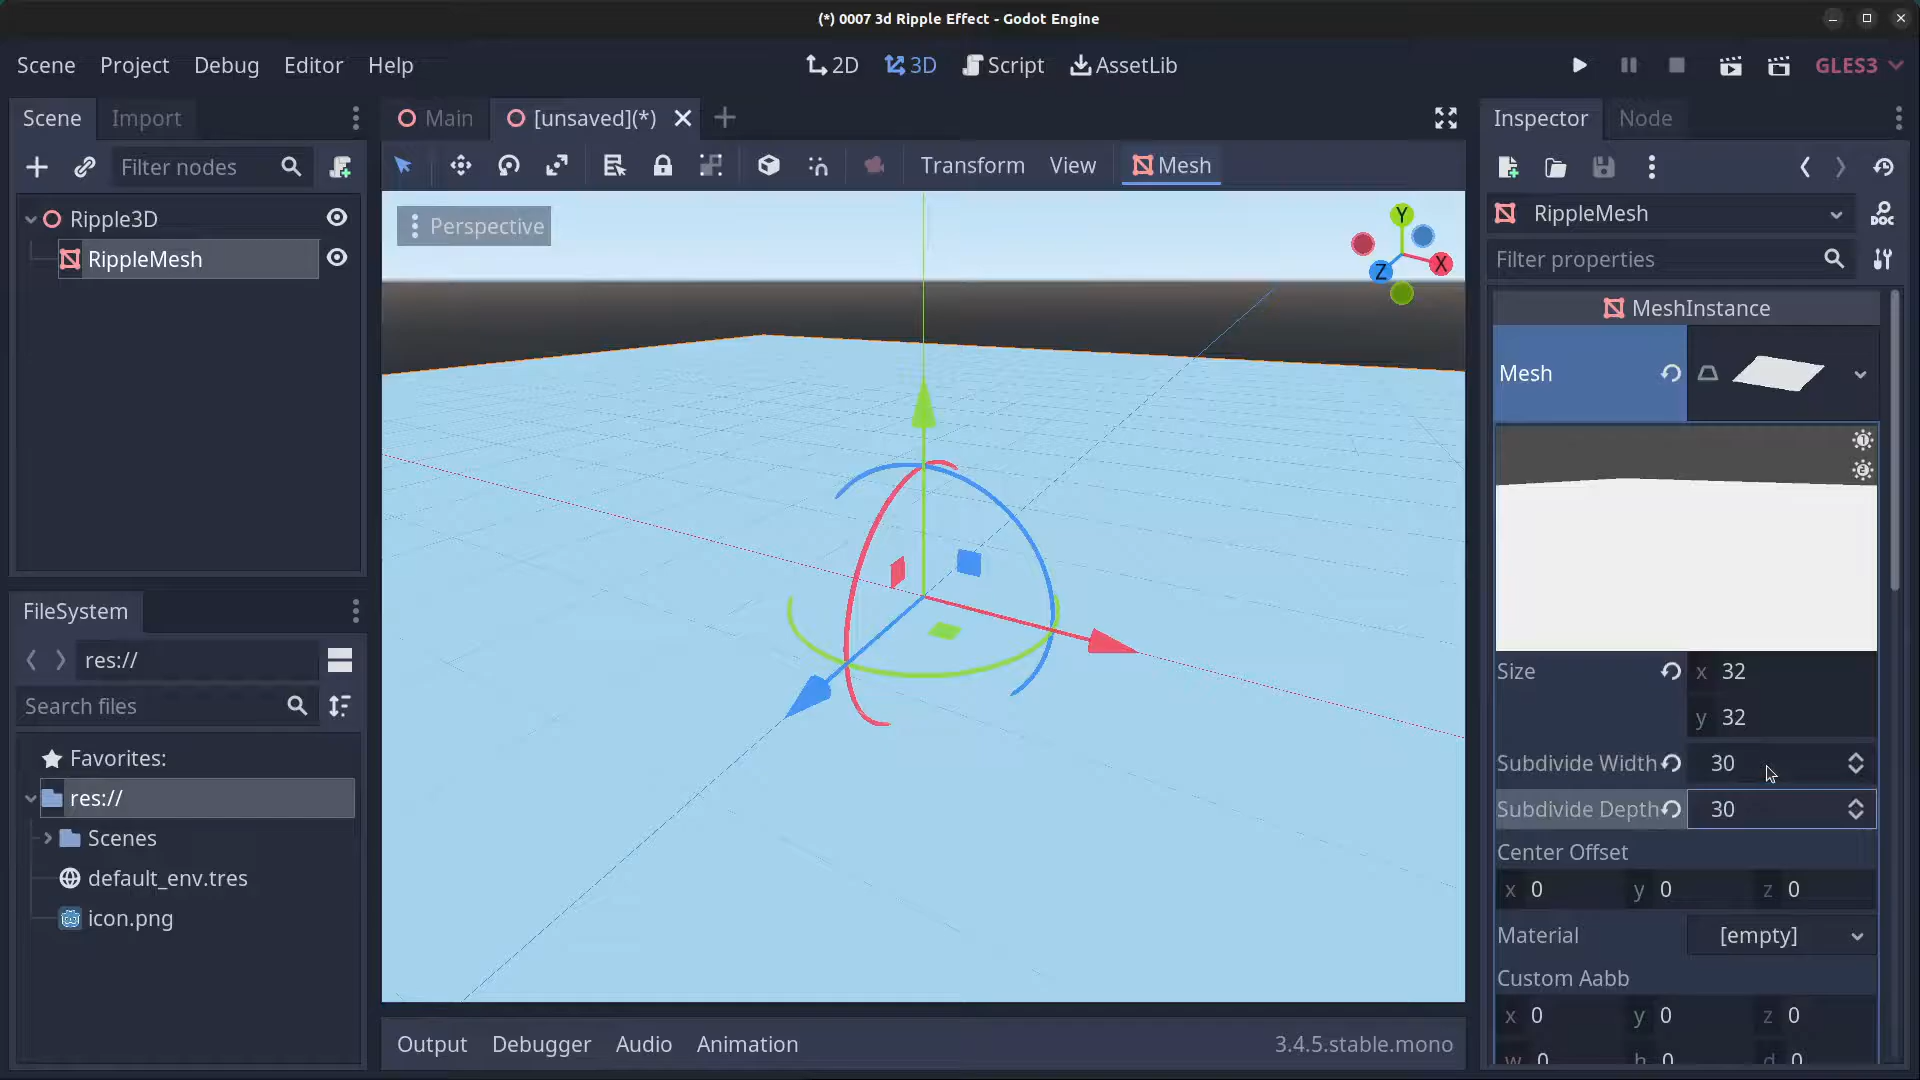 (*) 0007 3d Ripple Effect - Godot Engine
Scene Project Debug Editor Help
2D 3D Script AssetLib
GLES3
Scene Import
Main [unsaved](*)
Inspector Node
Filter nodes
Transform View Mesh
Ripple3D
RippleMesh
Perspective
Y
X
Z
RippleMesh
DOC
Filter properties
MeshInstance
Mesh
Size x 32
y 32
Subdivide Width 30
Subdivide Depth 30
Center Offset
x 0 y 0 z 0
Material [empty]
Custom Aabb
x 0 y 0 z 0
w 0 h 0 d 0
FileSystem
res://
Search files
Favorites:
res://
Scenes
default_env.tres
icon.png
Output Debugger Audio Animation 3.4.5.stable.mono